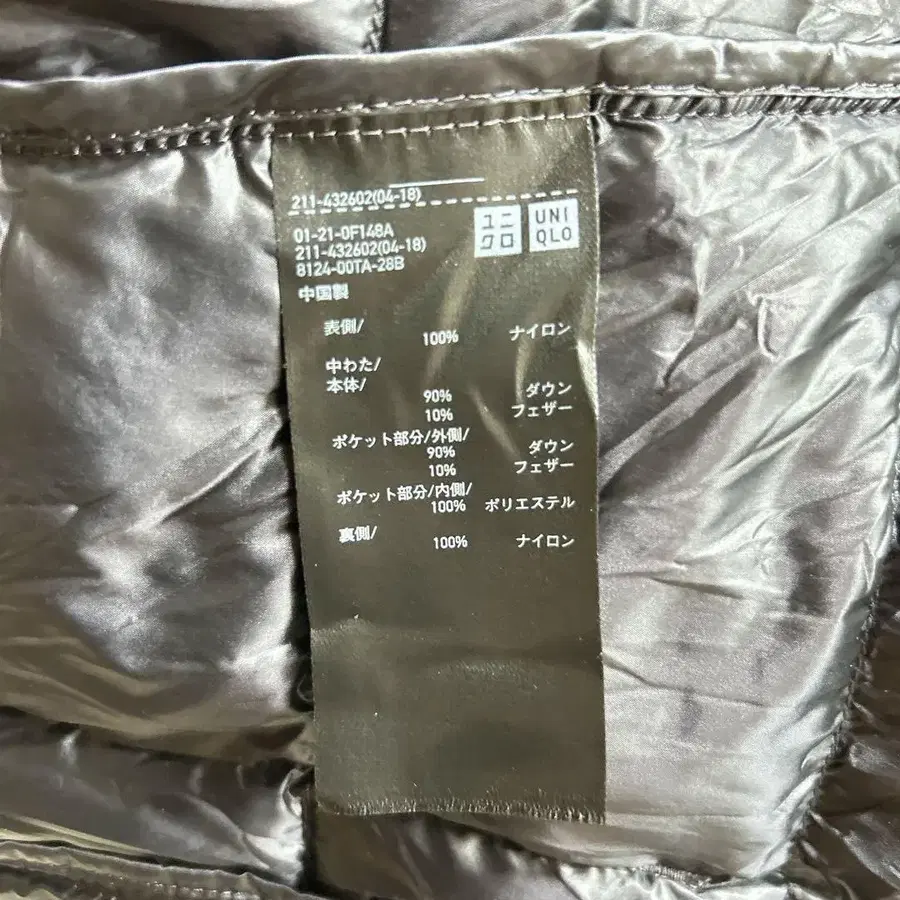 211-432602(04-18)
ユニ
クロ
UNI
QLO
01-21-0F148A
211-432602(04-18)
8124-00TA-28B
中国製
表側/
100% ナイロン
中わた/
本体/
90% ダウン
10% フェザー
ポケット部分/外側/
90% ダウン
10% フェザー
ポケット部分/内側/
100% ポリエステル
裏側/
100% ナイロン